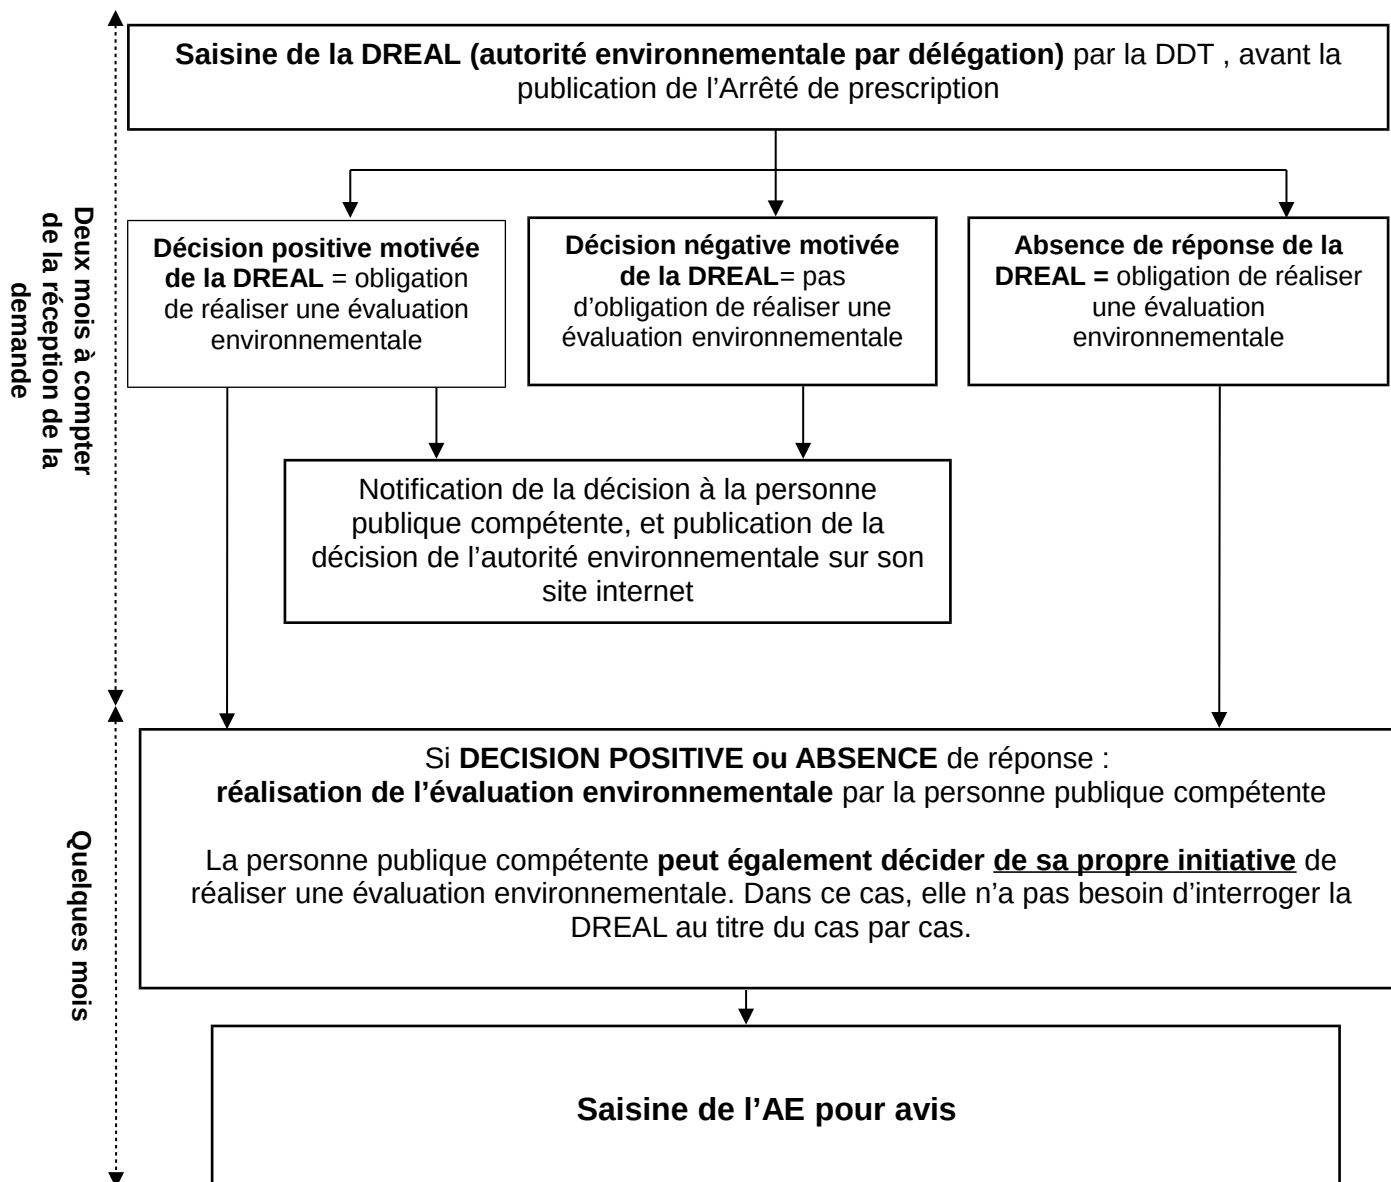 Saisine de la DREAL (autorité environnementale par délégation) par la DDT , avant la
publication de l’Arrêté de prescription
Deux mois à compter
de la réception de la
demande
Décision positive motivée
de la DREAL = obligation
de réaliser une évaluation
environnementale
Décision négative motivée
de la DREAL= pas
d’obligation de réaliser une
évaluation environnementale
Absence de réponse de la
DREAL = obligation de réaliser
une évaluation
environnementale
Notification de la décision à la personne
publique compétente, et publication de la
décision de l’autorité environnementale sur son
site internet
Quelques mois
Si DECISION POSITIVE ou ABSENCE de réponse :
réalisation de l’évaluation environnementale par la personne publique compétente
La personne publique compétente peut également décider de sa propre initiative de
réaliser une évaluation environnementale. Dans ce cas, elle n’a pas besoin d’interroger la
DREAL au titre du cas par cas.
Saisine de l’AE pour avis